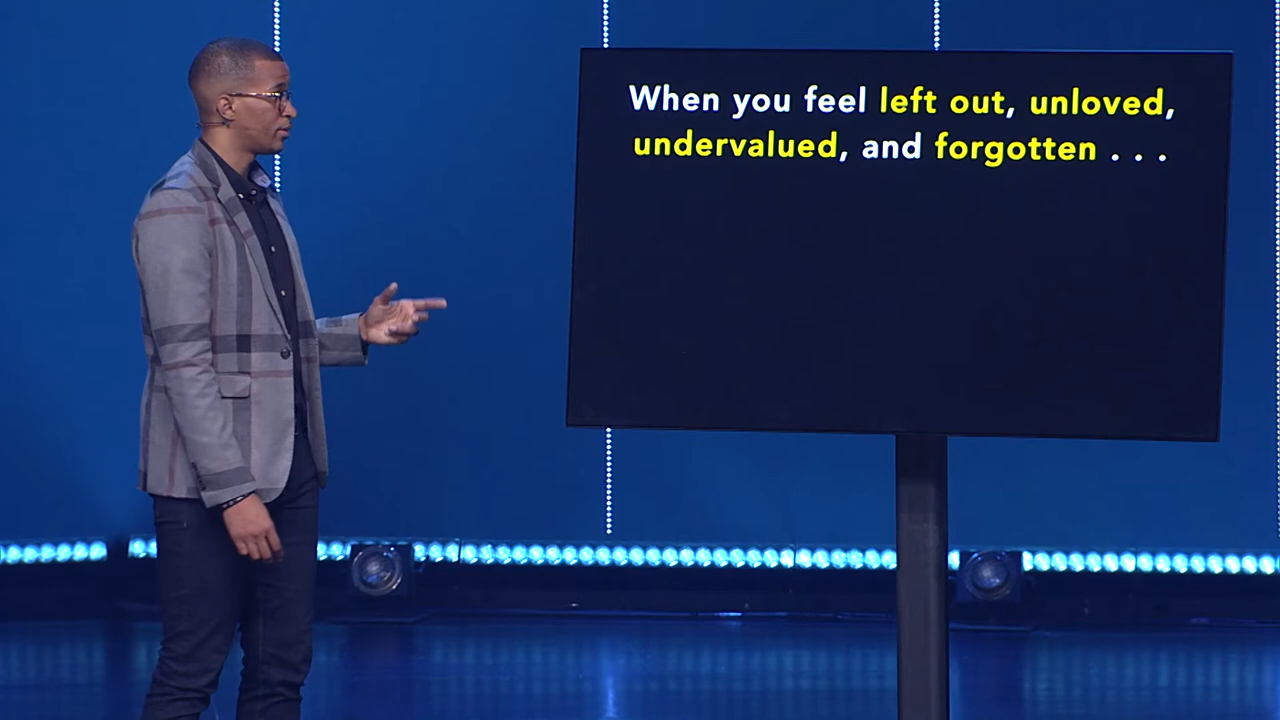 When you feel left out, unloved,
undervalued, and forgotten . . .